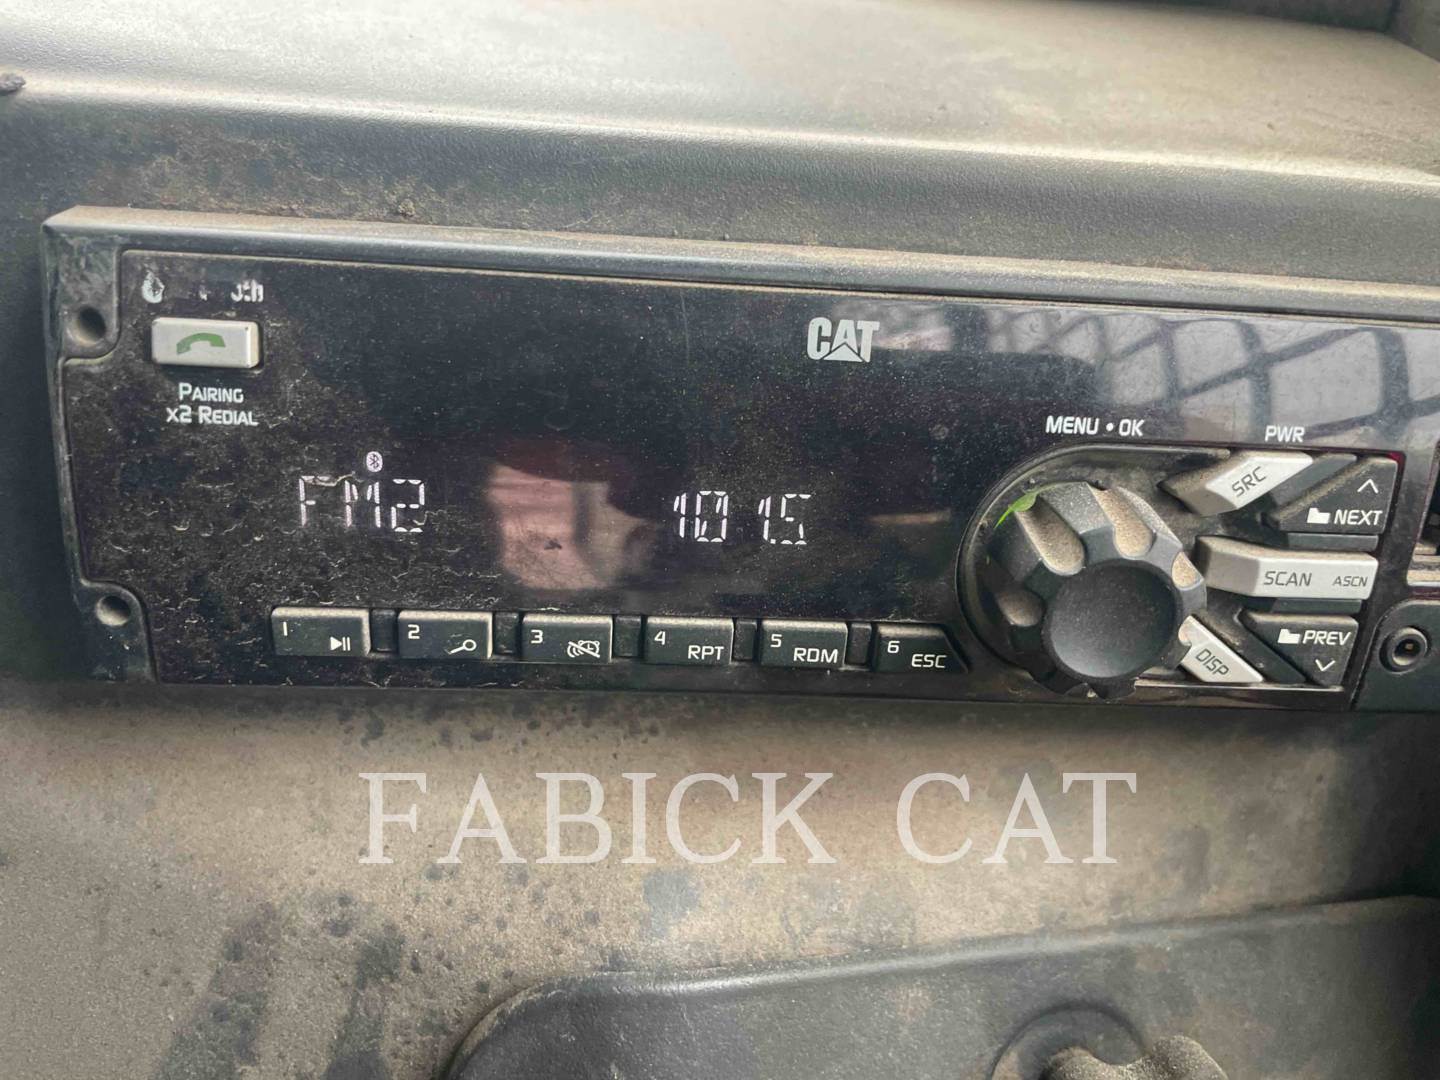 CAT
PAIRING
x2 REDIAL
MENU • OK
PWR
FM2
101.5
SRC
NEXT
SCAN ASCN
PREV
DISP
1
2
3
4 RPT
5 RDM
6 ESC
FABICK CAT